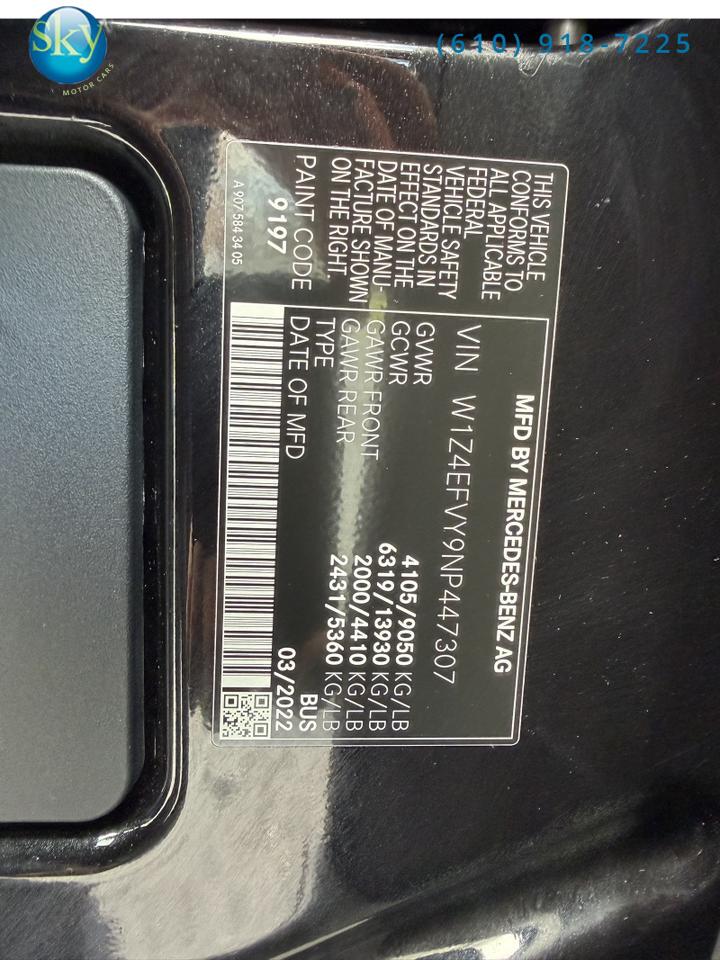 sky
MOTOR CARS
(610) 918-7225
THIS VEHICLE
CONFORMS TO
ALL APPLICABLE
FEDERAL
VEHICLE SAFETY
STANDARDS IN
EFFECT ON THE
DATE OF MANU-
FACTURE SHOWN
ON THE RIGHT.
PAINT CODE
9197
A 907 584 34 05
MFD BY MERCEDES-BENZ AG
VIN W1Z4EFVY9NP447307
GVWR 4105/9050 KG/LB
GCWR 6319/13930 KG/LB
GAWR FRONT 2000/4410 KG/LB
GAWR REAR 2431/5360 KG/LB
TYPE BUS
DATE OF MFD 03/2022